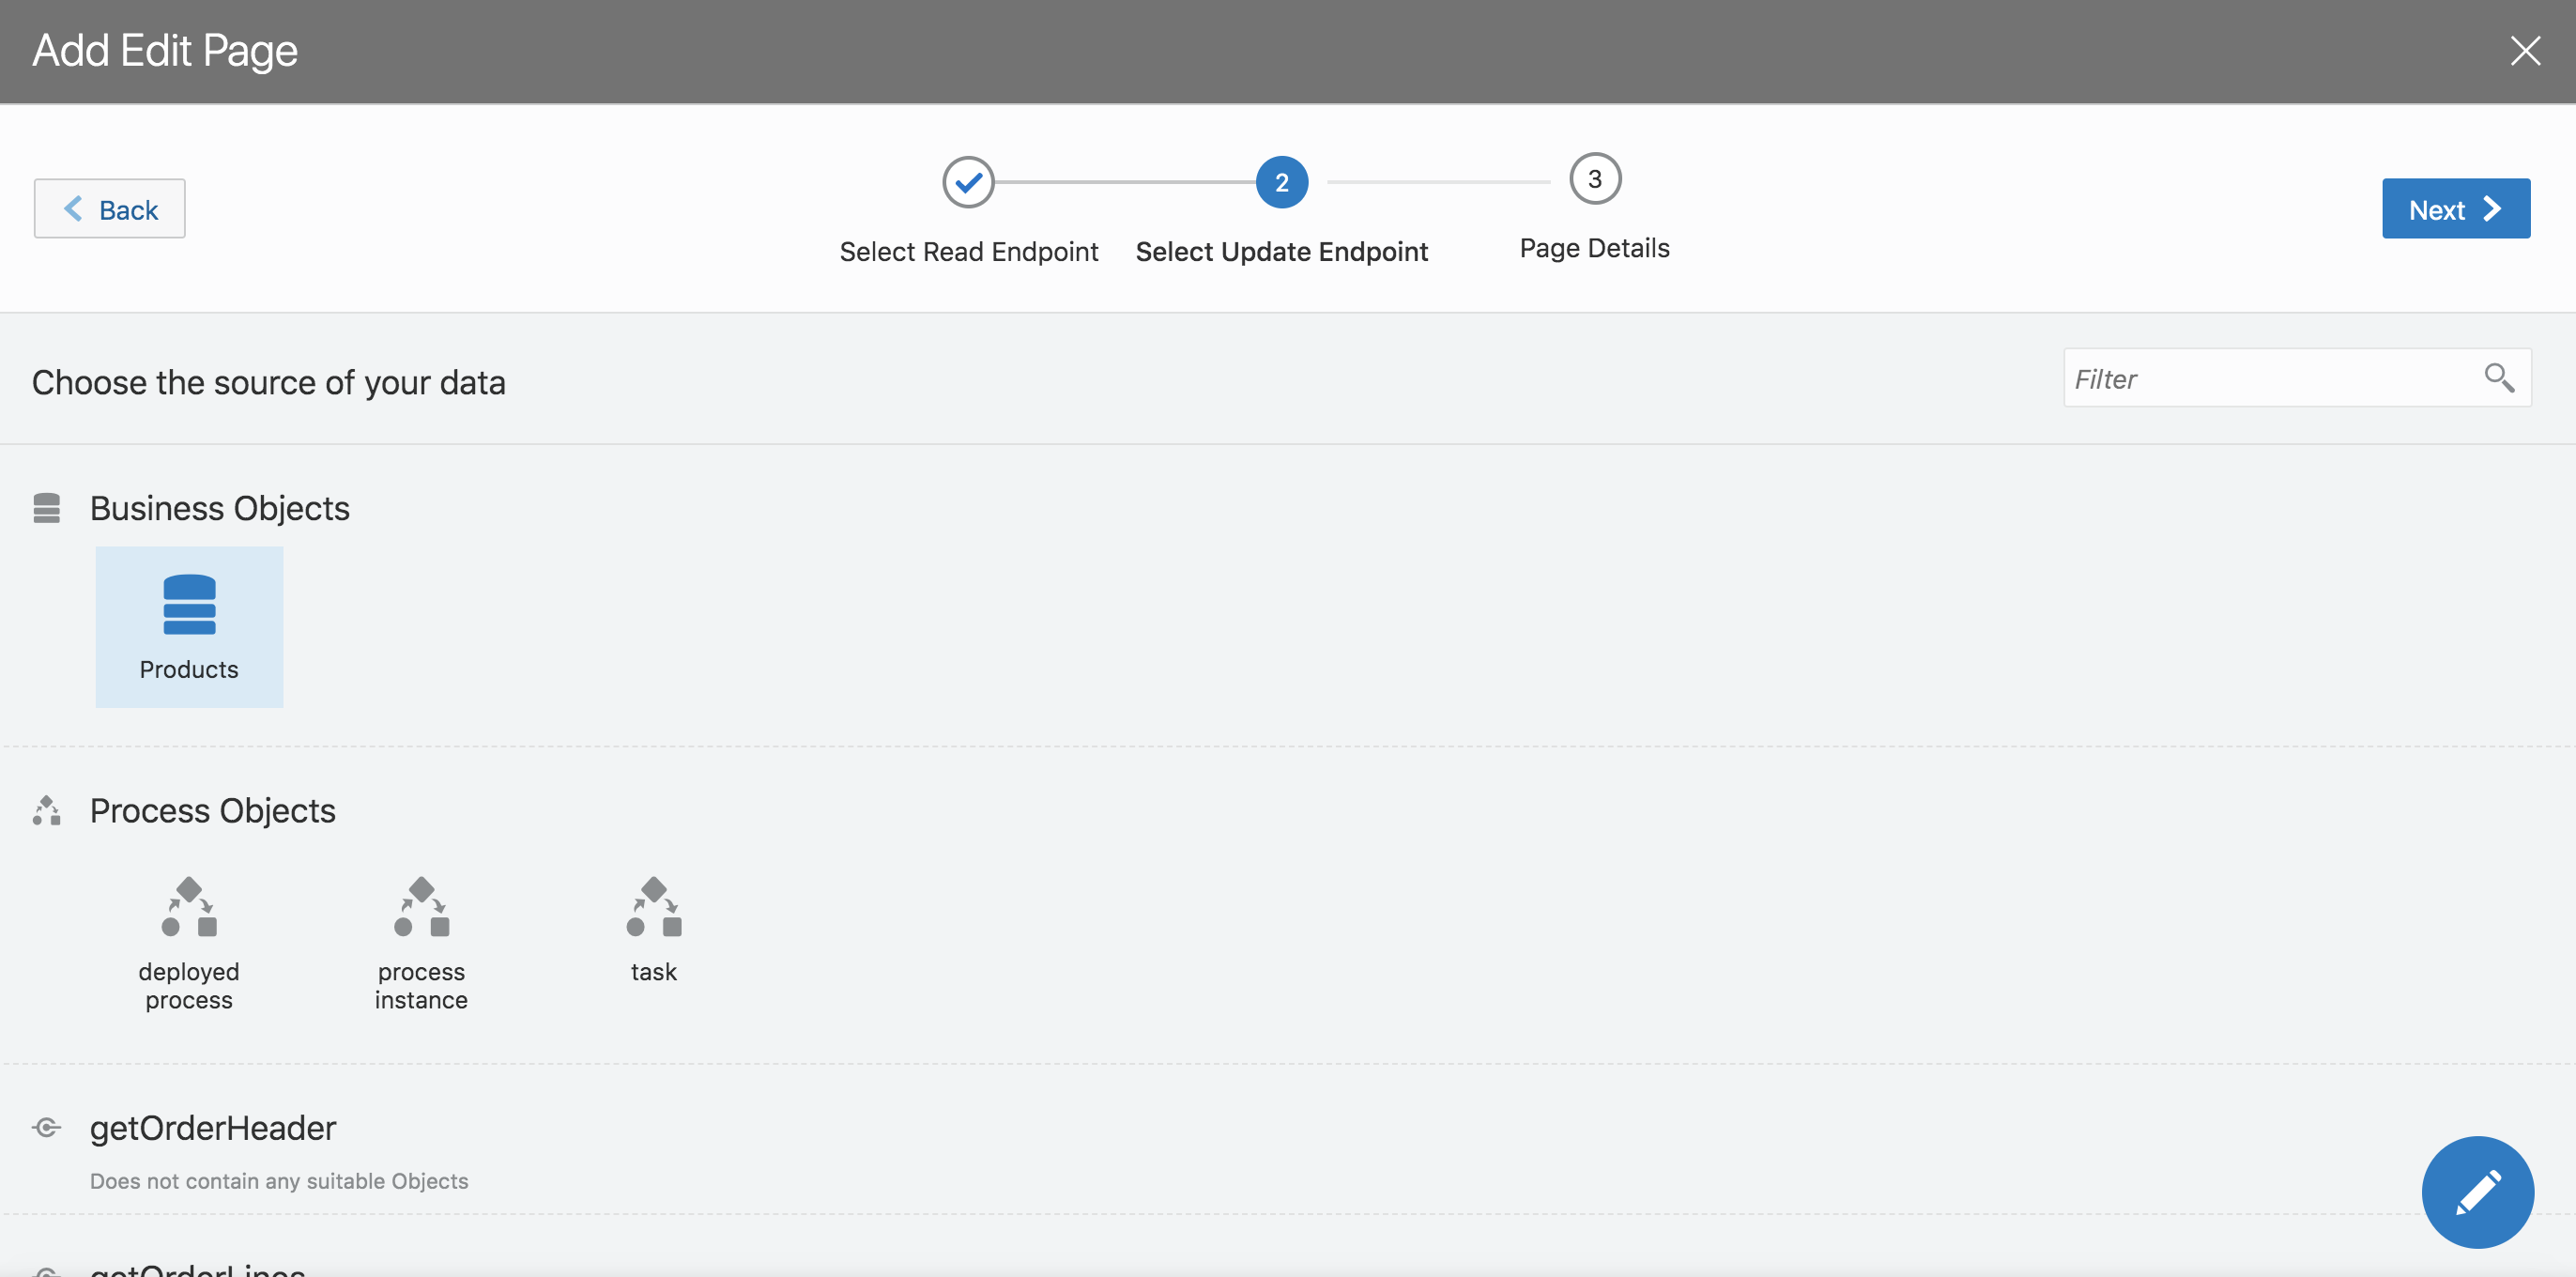 Add Edit Page
Back
2
3
Next
Select Read Endpoint
Select Update Endpoint
Page Details
Choose the source of your data
Filter
Business Objects
Products
Process Objects
deployed
process
process
instance
task
getOrderHeader
Does not contain any suitable Objects
getOrderLines